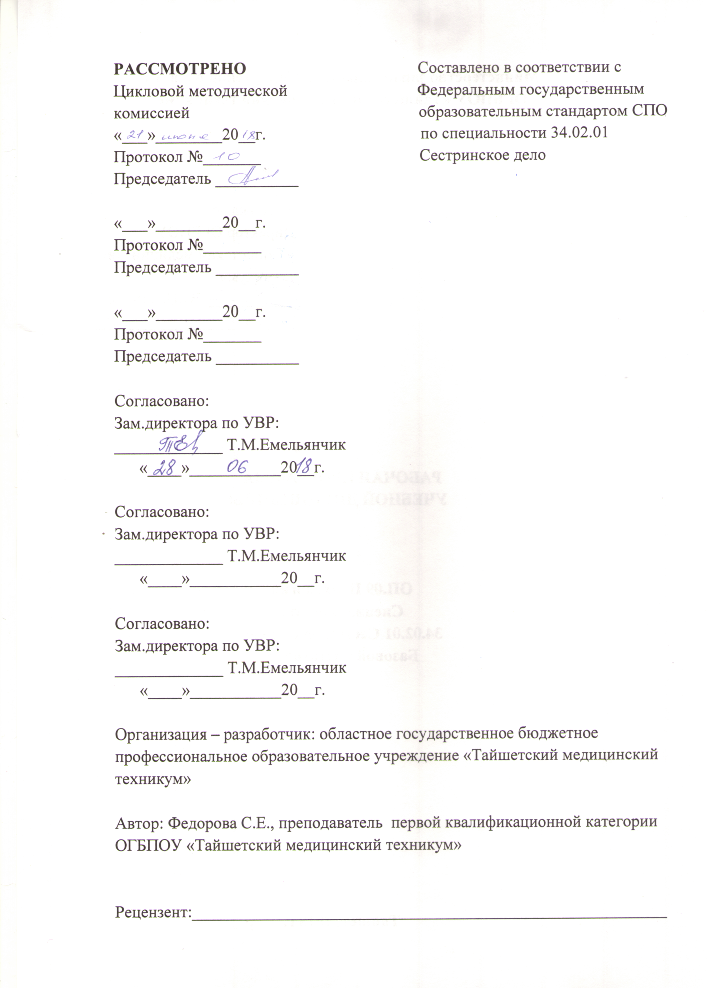 РАССМОТРЕНО
Цикловой методической
комиссией
«21» июня 2018г.
Протокол № 10
Председатель __________
«___»________20__г.
Протокол №_______
Председатель __________
«___»________20__г.
Протокол №_______
Председатель __________
Составлено в соответствии с
Федеральным государственным
образовательным стандартом СПО
по специальности 34.02.01
Сестринское дело
Согласовано:
Зам.директора по УВР:
_____________ Т.М.Емельянчик
«28» 06 2018г.
Согласовано:
Зам.директора по УВР:
_____________ Т.М.Емельянчик
«____»___________20__г.
Согласовано:
Зам.директора по УВР:
_____________ Т.М.Емельянчик
«____»___________20__г.
Организация – разработчик: областное государственное бюджетное
профессиональное образовательное учреждение «Тайшетский медицинский
техникум»
Автор: Федорова С.Е., преподаватель первой квалификационной категории
ОГБПОУ «Тайшетский медицинский техникум»
Рецензент:_________________________________________________________